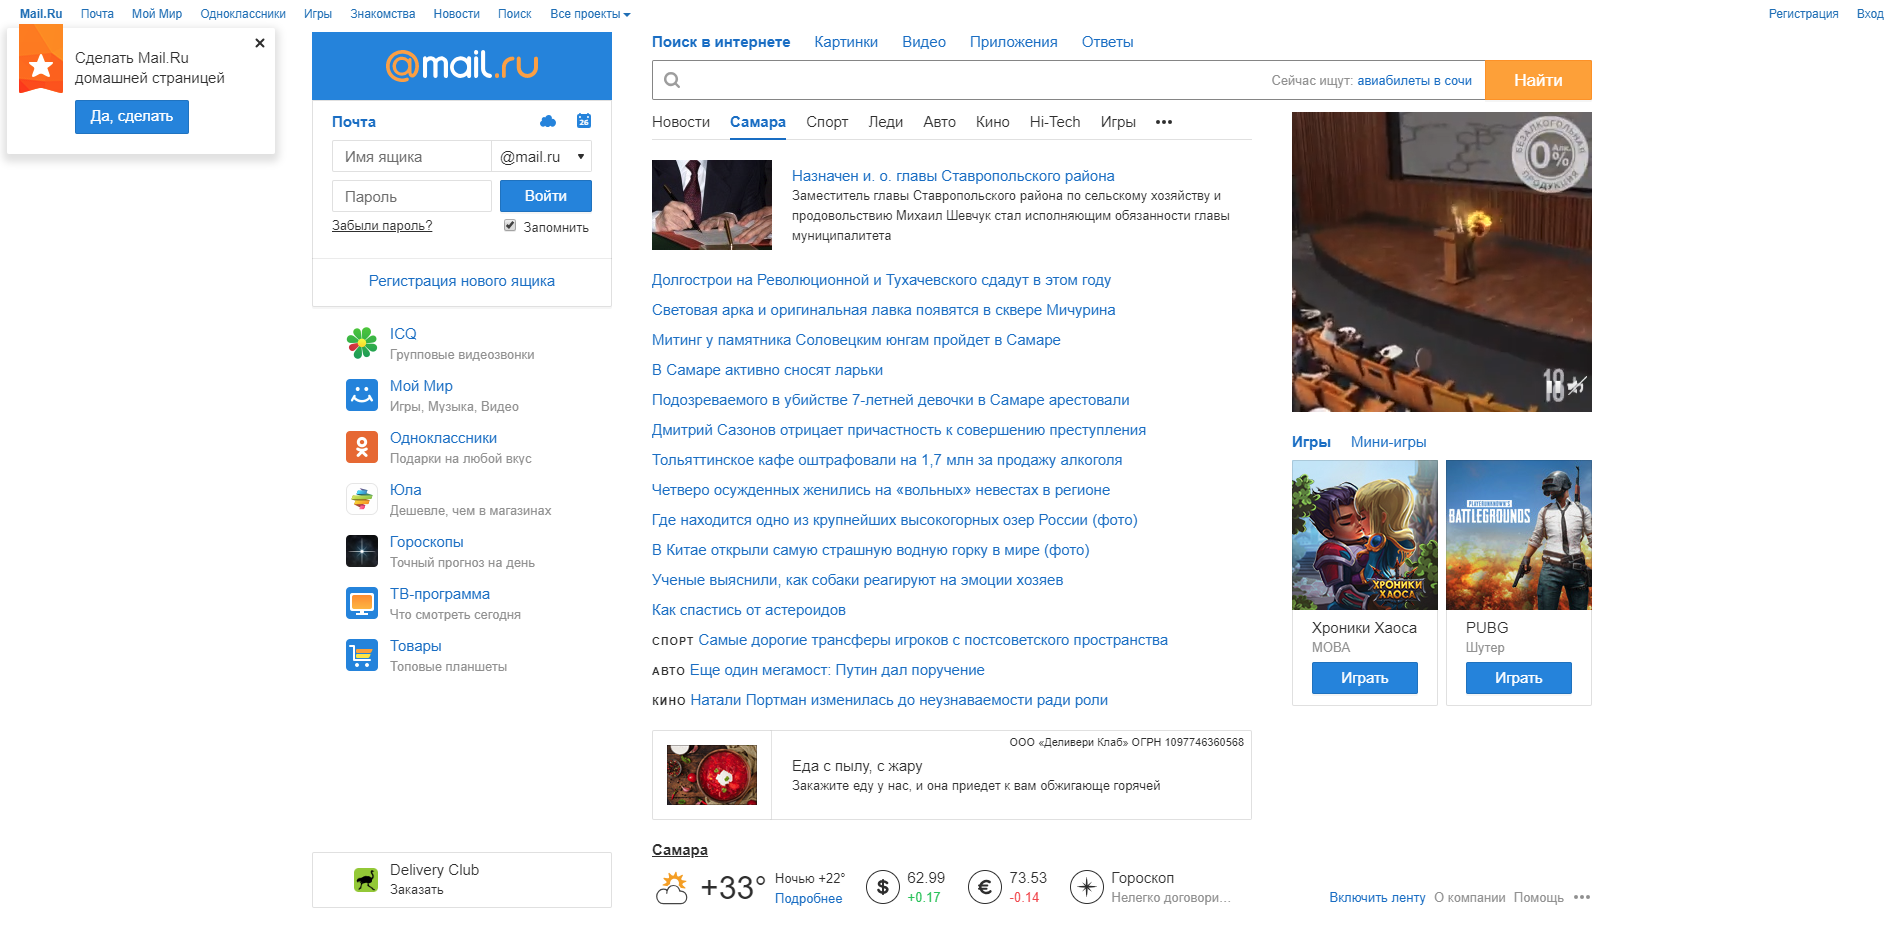 Mail.Ru Почта Мой Мир Одноклассники Игры Знакомства Новости Поиск Все проекты Регистрация Вход
Сделать Mail.Ru
домашней страницей
Да, сделать
@mail.ru
Почта
26
Имя ящика @mail.ru
Пароль Войти
Забыли пароль? Запомнить
Регистрация нового ящика
ICQ
Групповые видеозвонки
Мой Мир
Игры, Музыка, Видео
Одноклассники
Подарки на любой вкус
Юла
Дешевле, чем в магазинах
Гороскопы
Точный прогноз на день
ТВ-программа
Что смотреть сегодня
Товары
Топовые планшеты
Delivery Club
Заказать
Поиск в интернете Картинки Видео Приложения Ответы
Сейчас ищут: авиабилеты в сочи Найти
Новости Самара Спорт Леди Авто Кино Hi-Tech Игры
Назначен и. о. главы Ставропольского района
Заместитель главы Ставропольского района по сельскому хозяйству и
продовольствию Михаил Шевчук стал исполняющим обязанности главы
муниципалитета
Долгострои на Революционной и Тухачевского сдадут в этом году
Световая арка и оригинальная лавка появятся в сквере Мичурина
Митинг у памятника Соловецким юнгам пройдет в Самаре
В Самаре активно сносят ларьки
Подозреваемого в убийстве 7-летней девочки в Самаре арестовали
Дмитрий Сазонов отрицает причастность к совершению преступления
Тольяттинское кафе оштрафовали на 1,7 млн за продажу алкоголя
Четверо осужденных женились на «вольных» невестах в регионе
Где находится одно из крупнейших высокогорных озер России (фото)
В Китае открыли самую страшную водную горку в мире (фото)
Ученые выяснили, как собаки реагируют на эмоции хозяев
Как спастись от астероидов
СПОРТ Самые дорогие трансферы игроков с постсоветского пространства
АВТО Еще один мегамост: Путин дал поручение
КИНО Натали Портман изменилась до неузнаваемости ради роли
ООО «Деливери Клаб» ОГРН 1097746360568
Еда с пылу, с жару
Закажите еду у нас, и она приедет к вам обжигающе горячей
Самара
+33° Ночью +22°
Подробнее
$ 62.99
+0.17
€ 73.53
-0.14
Гороскоп
Нелегко договори...
БЕЗАЛКОГОЛЬНАЯ
0% Алк.
ПРОДУКЦИЯ
18
Игры Мини-игры
ХРОНИКИ
ХАОСА
PLAYERUNKNOWN'S
BATTLEGROUNDS
Хроники Хаоса
MOBA
Играть
PUBG
Шутер
Играть
Включить ленту О компании Помощь